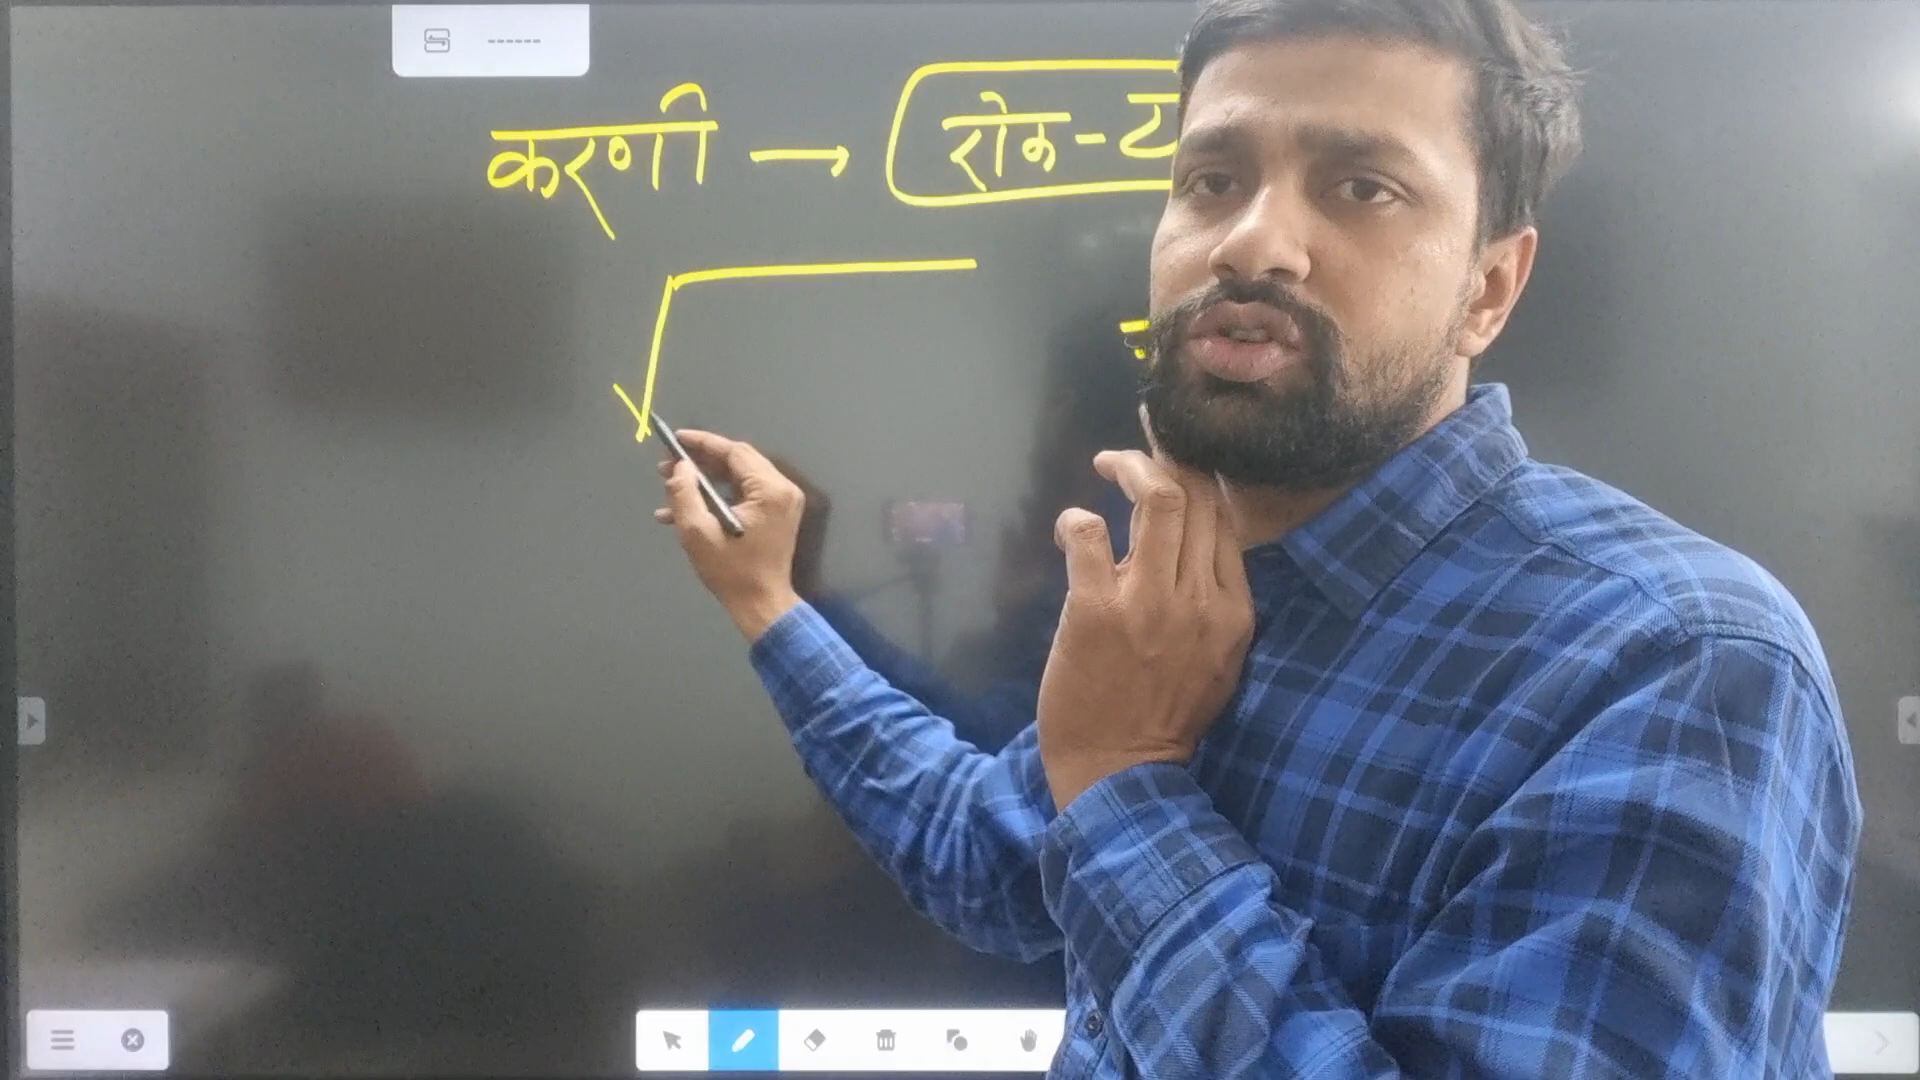 करणी → रोक-
√